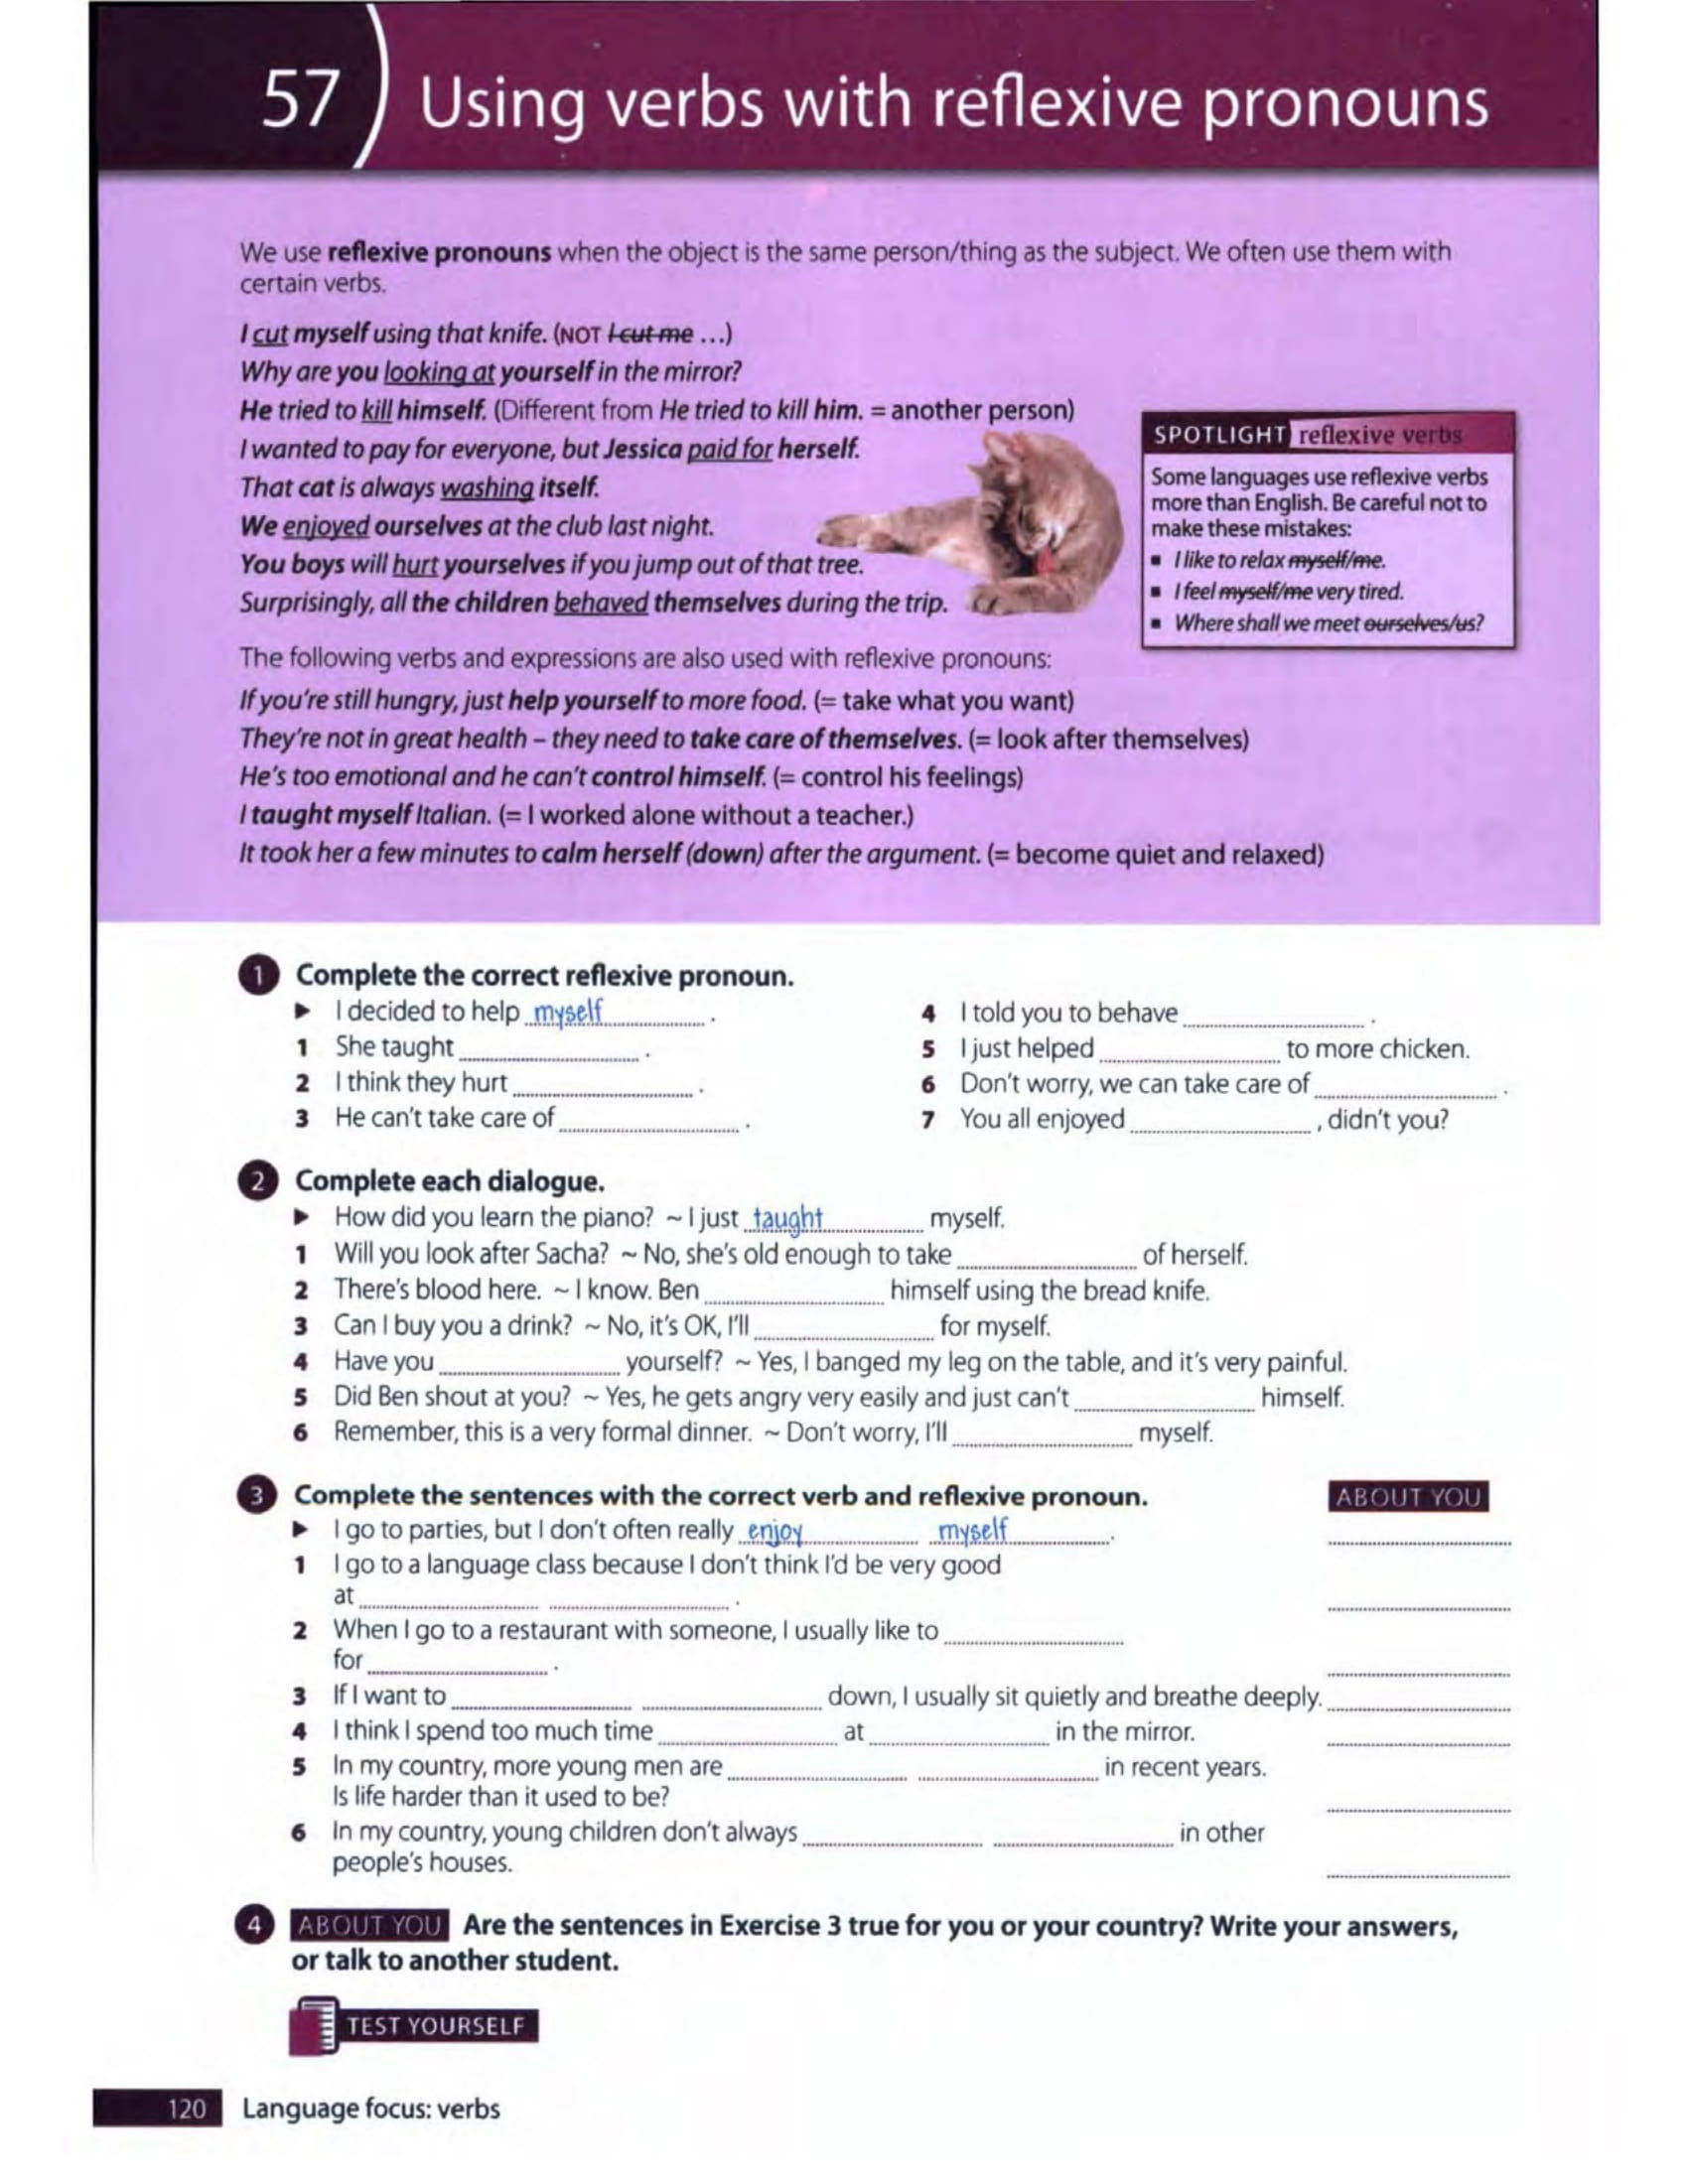 57 Using verbs with reflexive pronouns
We use reflexive pronouns when the object is the same person/thing as the subject. We often use them with
certain verbs.
I cut myself using that knife. (NOT I cut me ...)
Why are you looking at yourself in the mirror?
He tried to kill himself. (Different from He tried to kill him. = another person)
I wanted to pay for everyone, but Jessica paid for herself.
That cat is always washing itself.
We enjoyed ourselves at the club last night.
You boys will hurt yourselves if you jump out of that tree.
Surprisingly, all the children behaved themselves during the trip.
SPOTLIGHT reflexive verbs
Some languages use reflexive verbs
more than English. Be careful not to
make these mistakes:
▪ I like to relax myself/me.
▪ I feel myself/me very tired.
▪ Where shall we meet ourselves/us?
The following verbs and expressions are also used with reflexive pronouns:
If you're still hungry, just help yourself to more food. (= take what you want)
They're not in great health – they need to take care of themselves. (= look after themselves)
He's too emotional and he can't control himself. (= control his feelings)
I taught myself Italian. (= I worked alone without a teacher.)
It took her a few minutes to calm herself (down) after the argument. (= become quiet and relaxed)
1 Complete the correct reflexive pronoun.
► I decided to help myself .
1 She taught .
2 I think they hurt .
3 He can't take care of .
4 I told you to behave .
5 I just helped to more chicken.
6 Don't worry, we can take care of .
7 You all enjoyed , didn't you?
2 Complete each dialogue.
► How did you learn the piano? ~ I just taught myself.
1 Will you look after Sacha? ~ No, she's old enough to take of herself.
2 There's blood here. ~ I know. Ben himself using the bread knife.
3 Can I buy you a drink? ~ No, it's OK, I'll for myself.
4 Have you yourself? ~ Yes, I banged my leg on the table, and it's very painful.
5 Did Ben shout at you? ~ Yes, he gets angry very easily and just can't himself.
6 Remember, this is a very formal dinner. ~ Don't worry, I'll myself.
3 Complete the sentences with the correct verb and reflexive pronoun. ABOUT YOU
► I go to parties, but I don't often really enjoy myself.
1 I go to a language class because I don't think I'd be very good
at .
2 When I go to a restaurant with someone, I usually like to
for .
3 If I want to down, I usually sit quietly and breathe deeply.
4 I think I spend too much time at in the mirror.
5 In my country, more young men are in recent years.
Is life harder than it used to be?
6 In my country, young children don't always in other
people's houses.
4 ABOUT YOU Are the sentences in Exercise 3 true for you or your country? Write your answers,
or talk to another student.
TEST YOURSELF
120 Language focus: verbs